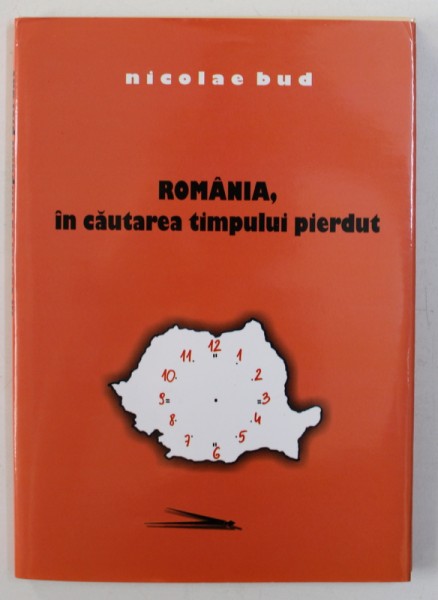 nicolae bud
ROMÂNIA,
în căutarea timpului pierdut
12
11. .1
10. .2
9= =3
8. .4
7. .5
6